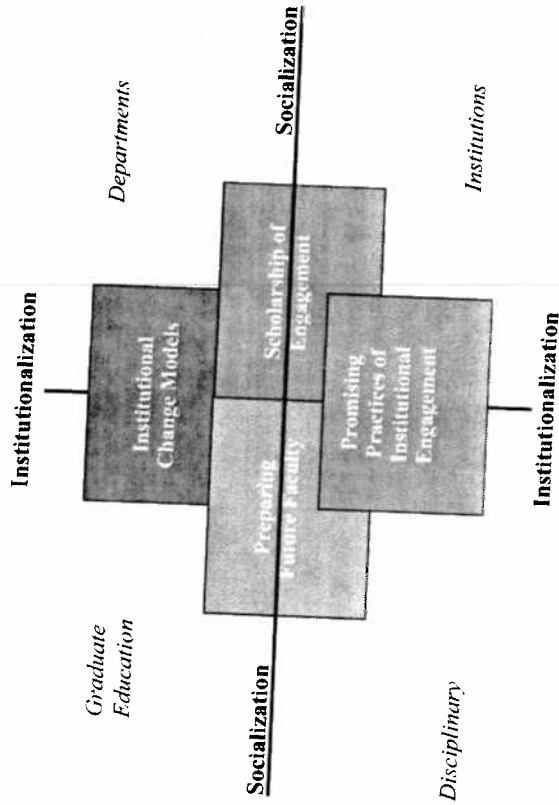 Institutionalization
Graduate
Education
Departments
Institutional
Change Models
Socialization
Preparing
Future Faculty
Scholarship of
Engagement
Socialization
Promising
Practices of
Institutional
Engagement
Disciplinary
Institutions
Institutionalization